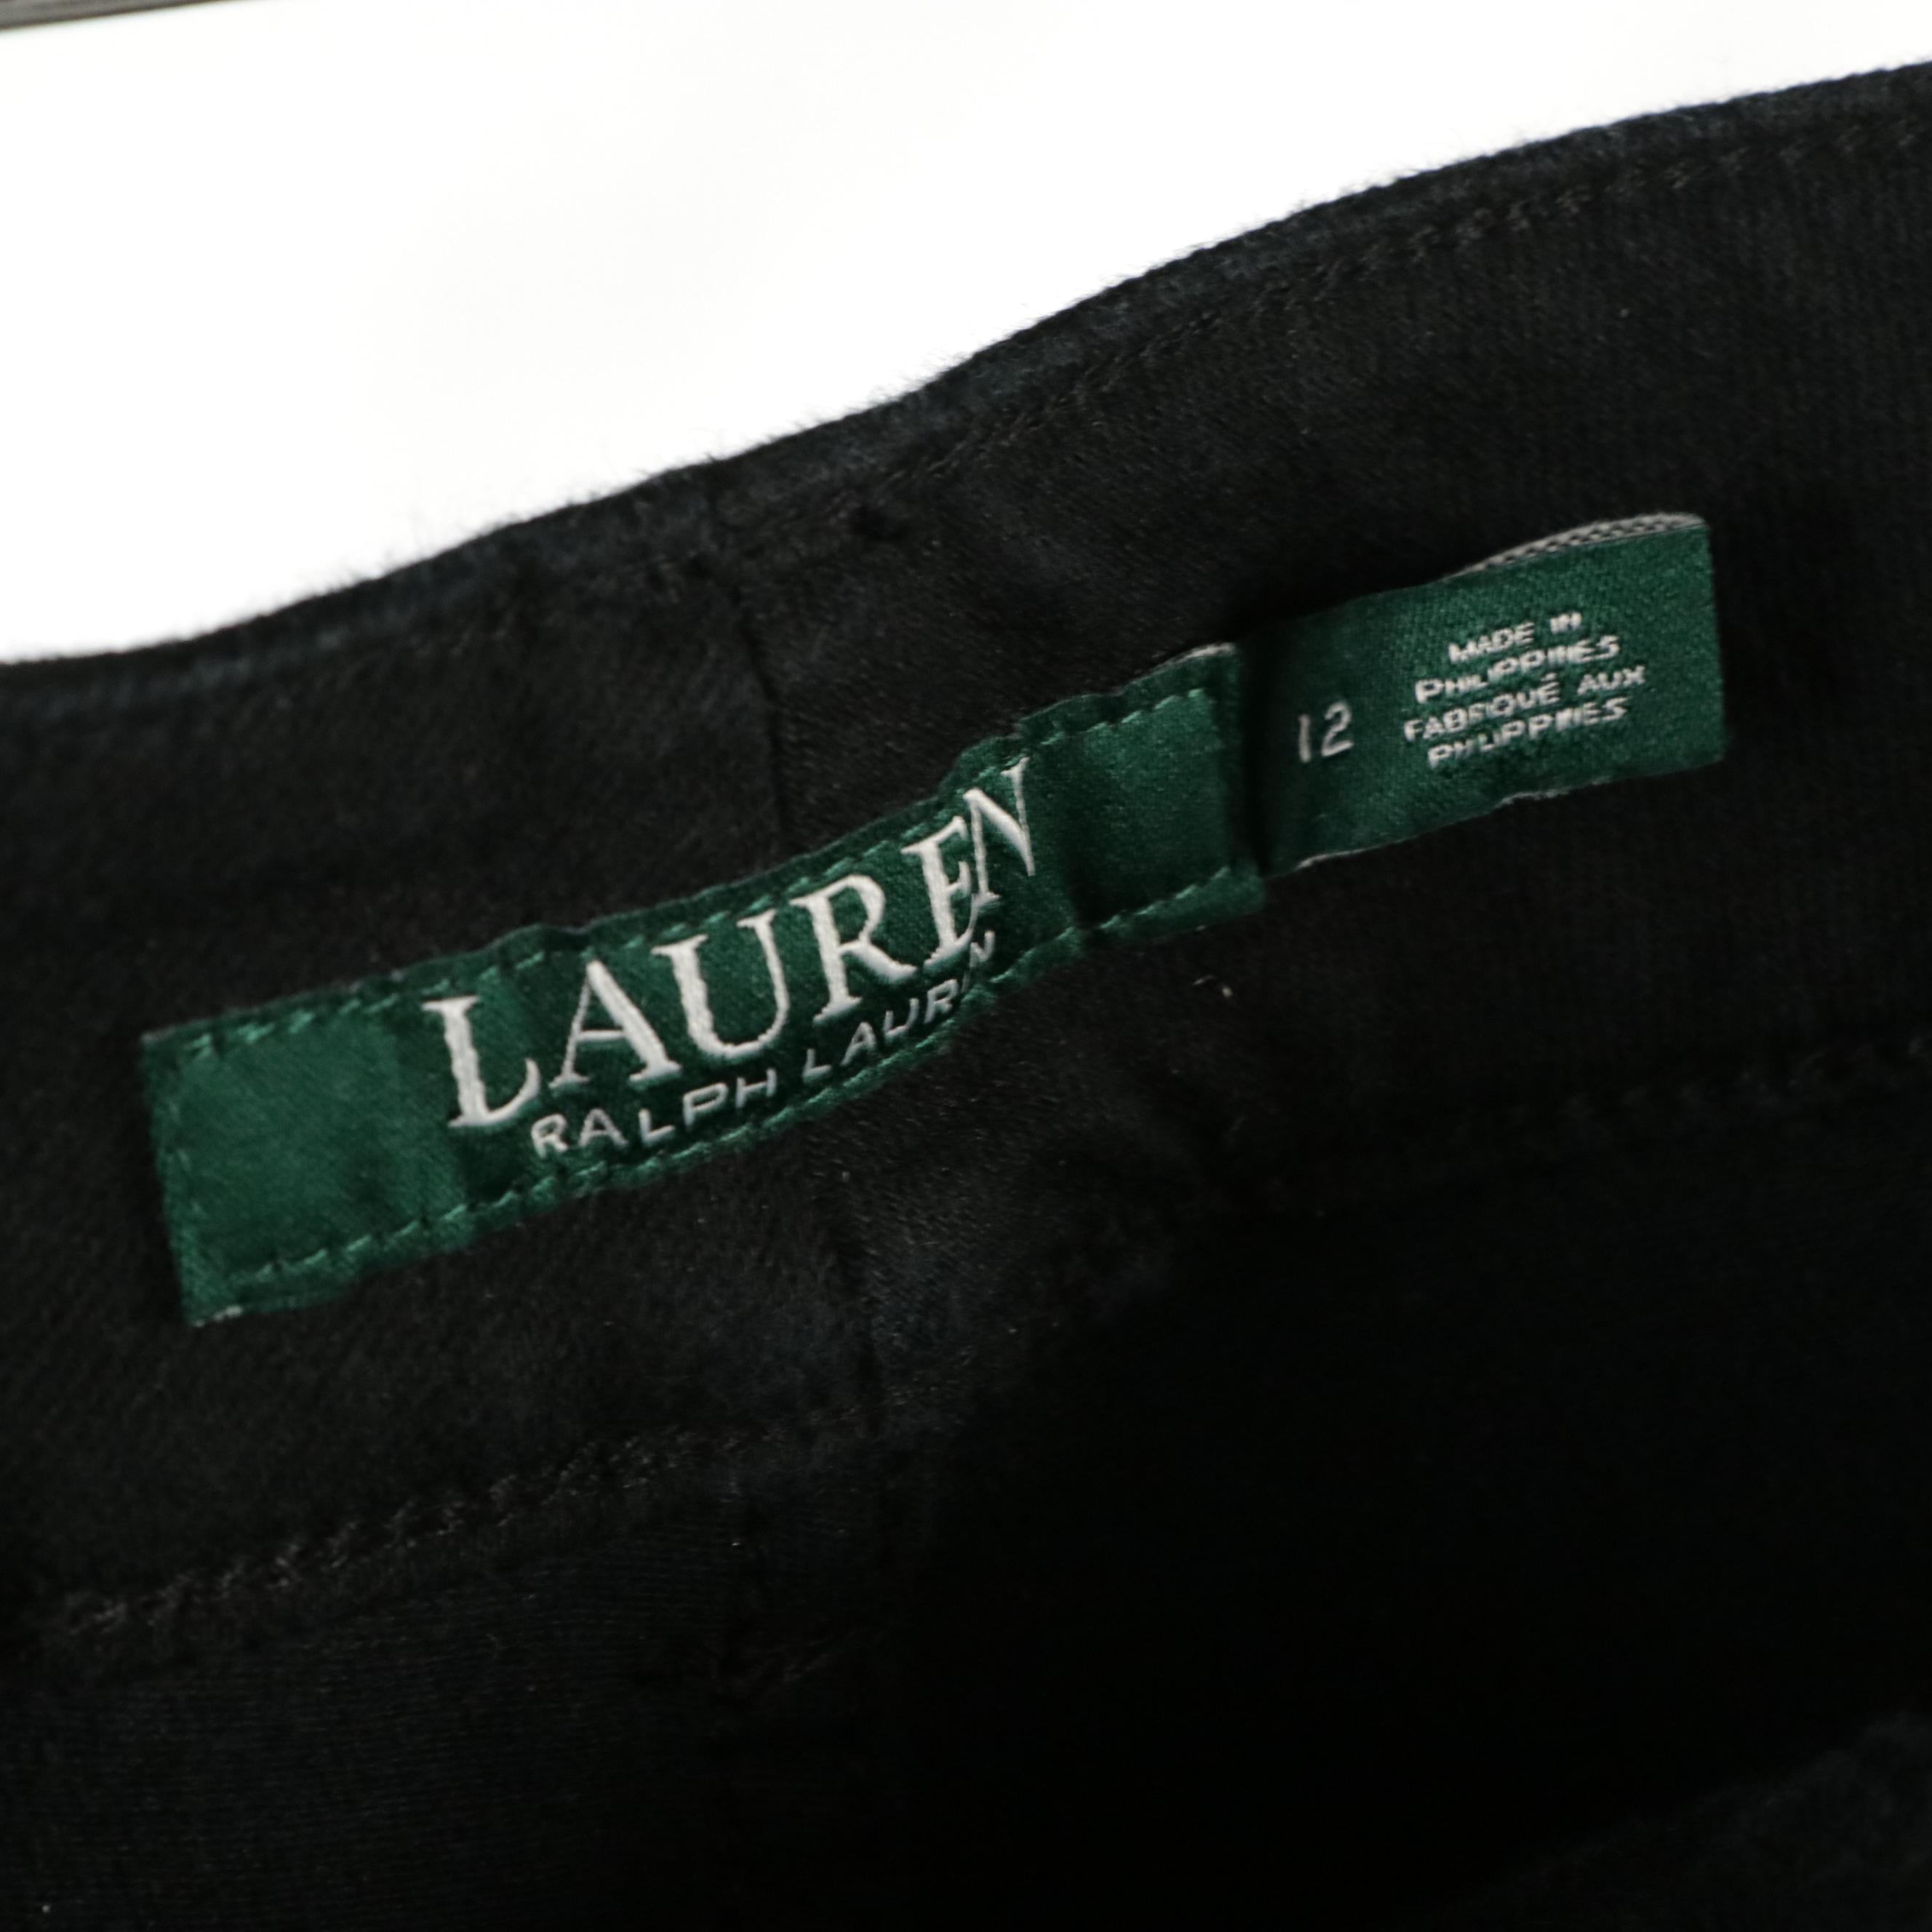 LAUREN
RALPH LAUREN
12
MADE IN
PHILIPPINES
FABRIQUÉ AUX
PHILIPPINES